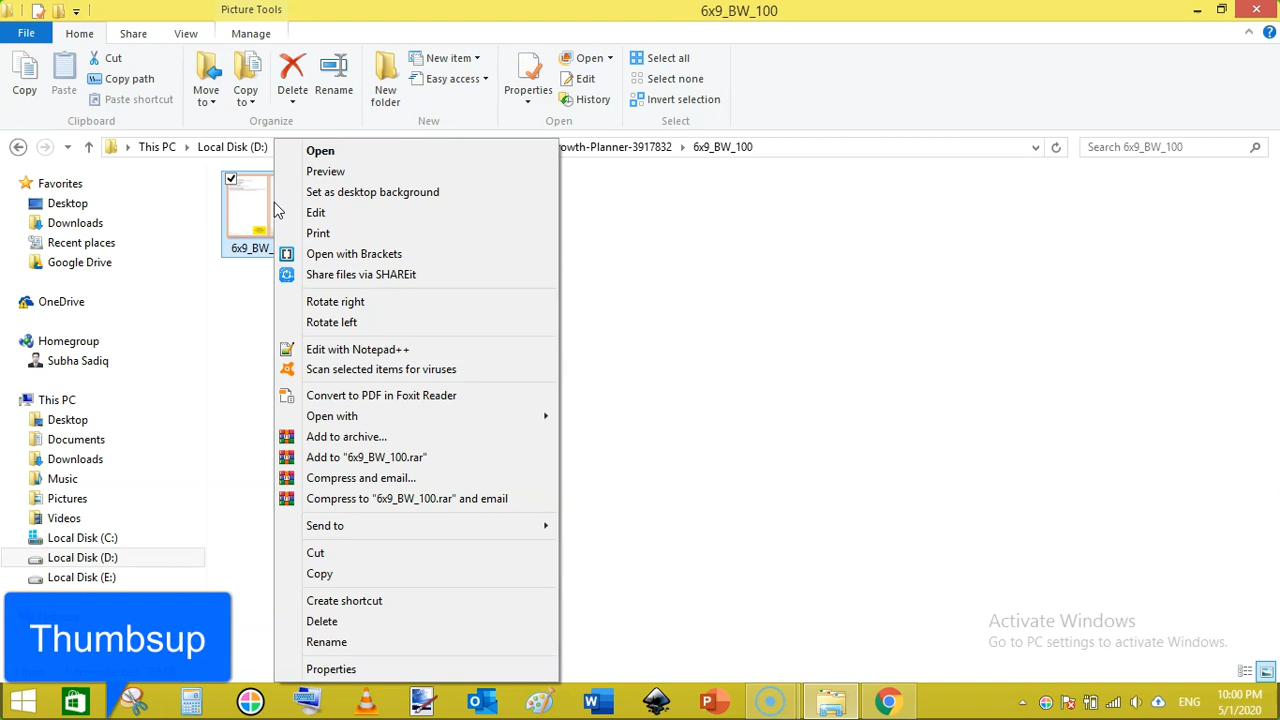 Picture Tools
6x9_BW_100
File Home Share View Manage
Copy
Paste
Cut
Copy path
Paste shortcut
Clipboard
Move to
Copy to
Delete
Rename
Organize
New folder
New item
Easy access
New
Properties
Open
Edit
History
Open
Select all
Select none
Invert selection
Select
This PC Local Disk (D:) owth-Planner-3917832 6x9_BW_100
Search 6x9_BW_100
Favorites
Desktop
Downloads
Recent places
Google Drive
OneDrive
Homegroup
Subha Sadiq
This PC
Desktop
Documents
Downloads
Music
Pictures
Videos
Local Disk (C:)
Local Disk (D:)
Local Disk (E:)
6x9_BW_
Open
Preview
Set as desktop background
Edit
Print
Open with Brackets
Share files via SHAREit
Rotate right
Rotate left
Edit with Notepad++
Scan selected items for viruses
Convert to PDF in Foxit Reader
Open with
Add to archive...
Add to "6x9_BW_100.rar"
Compress and email...
Compress to "6x9_BW_100.rar" and email
Send to
Cut
Copy
Create shortcut
Delete
Rename
Properties
Thumbsup
Activate Windows
Go to PC settings to activate Windows.
ENG
10:00 PM
5/1/2020